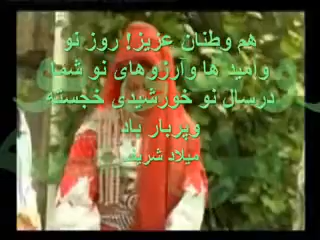 هم وطنان عزیز! روز نو
وامید ها وآرزوهای نو شما
درسال نو خورشیدی خجسته
وپربار باد
میلاد شریف